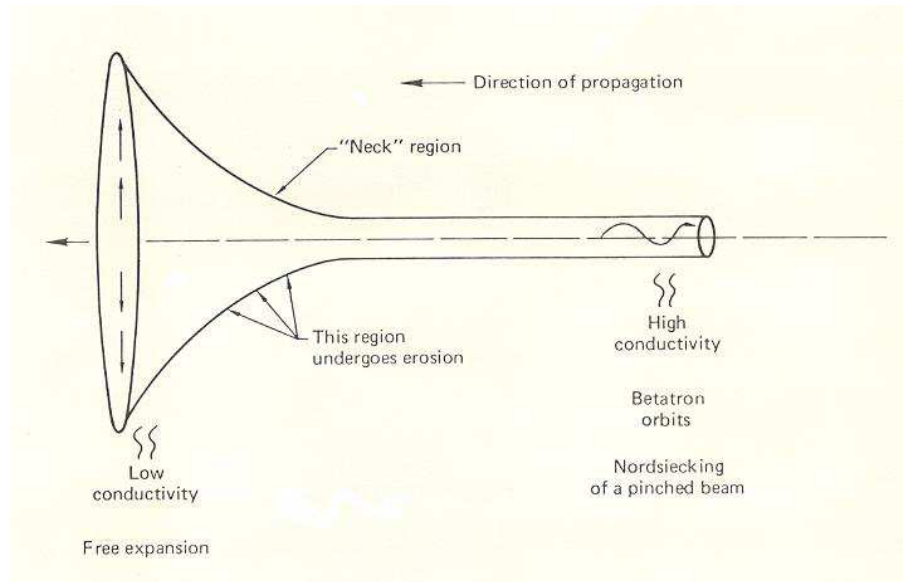 Direction of propagation
"Neck" region
This region
undergoes erosion
High
conductivity
Betatron
orbits
Nordsiecking
of a pinched beam
Low
conductivity
Free expansion